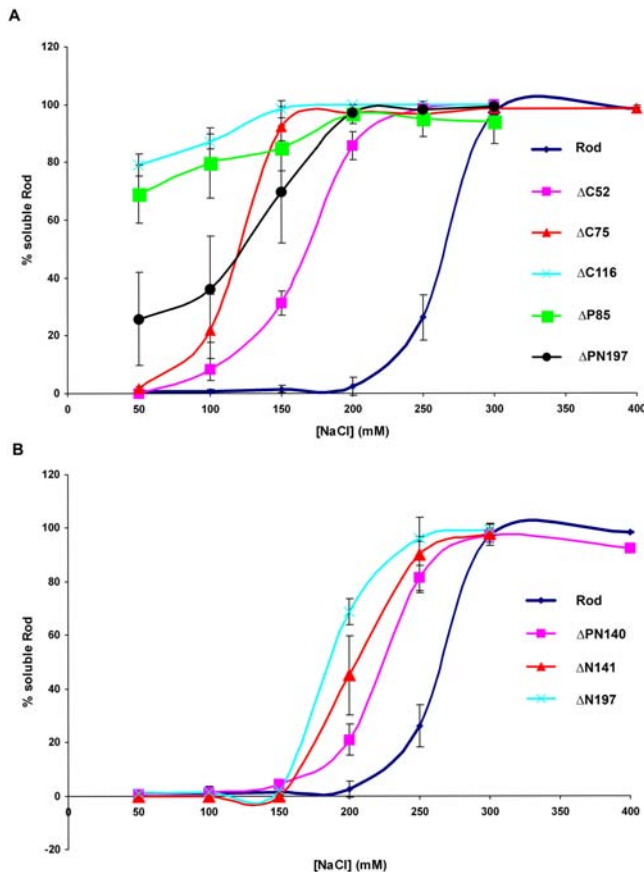 A
120
100
80
60
40
20
0
% soluble Rod
0 50 100 150 200 250 300 350 400
[NaCl] (mM)
Rod
ΔC52
ΔC75
ΔC116
ΔP85
ΔPN197
B
120
100
80
60
40
20
0
-20
% soluble Rod
0 50 100 150 200 250 300 350 400
[NaCl] (mM)
Rod
ΔPN140
ΔN141
ΔN197